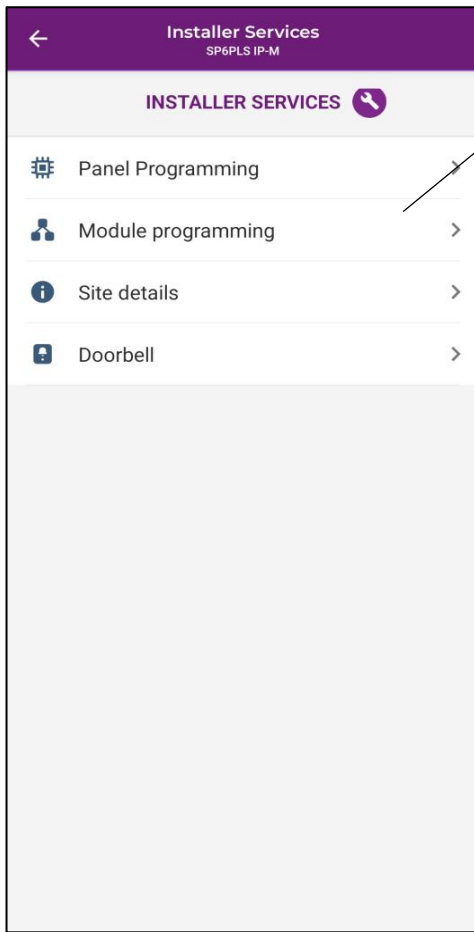 Installer Services
SP6PLS IP-M
INSTALLER SERVICES
Panel Programming
Module programming
Site details
Doorbell